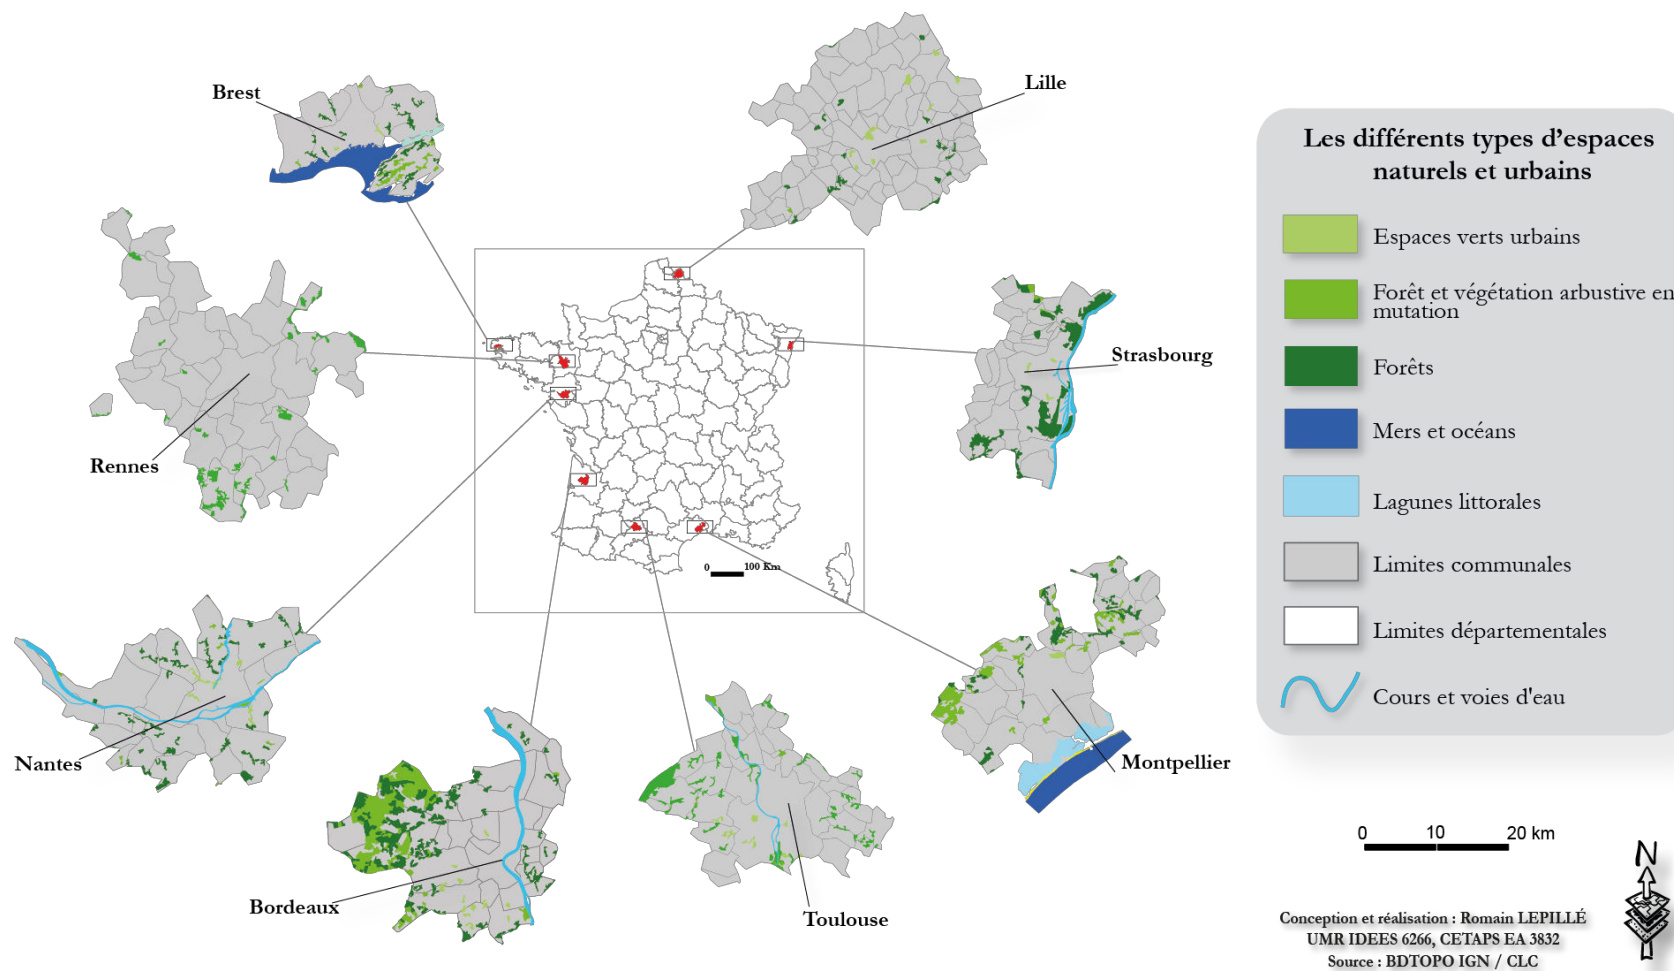 Brest
Lille
Les différents types d'espaces
naturels et urbains
Espaces verts urbains
Forêt et végétation arbustive en
mutation
Strasbourg
Forêts
Mers et océans
Rennes
Lagunes littorales
0 100 Km
Limites communales
Limites départementales
Cours et voies d'eau
Nantes
Montpellier
0 10 20 km
Bordeaux
Toulouse
N
Conception et réalisation : Romain LEPILLÉ
UMR IDEES 6266, CETAPS EA 3832
Source : BDTOPO IGN / CLC